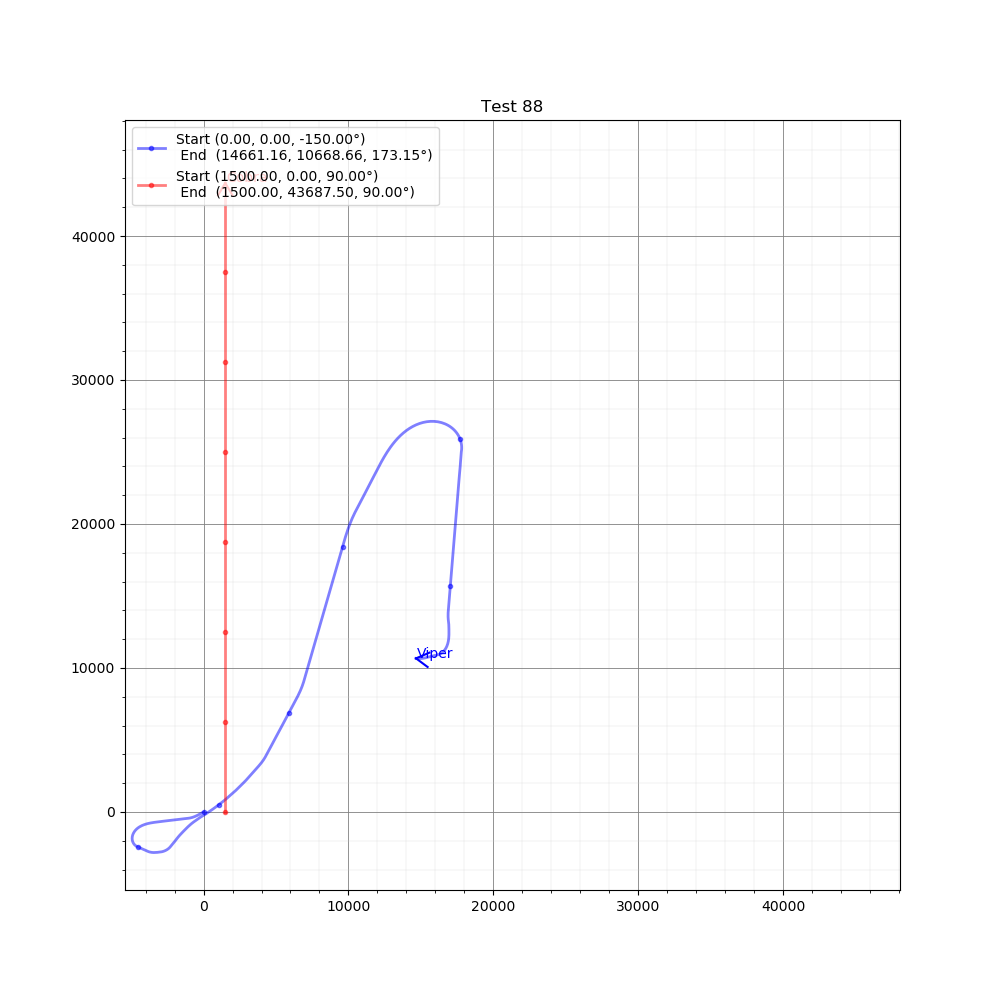 Test 88
Start (0.00, 0.00, -150.00°)
End  (14661.16, 10668.66, 173.15°)
Start (1500.00, 0.00, 90.00°)
End  (1500.00, 43687.50, 90.00°)
40000
30000
20000
10000
0
Viper
0
10000
20000
30000
40000